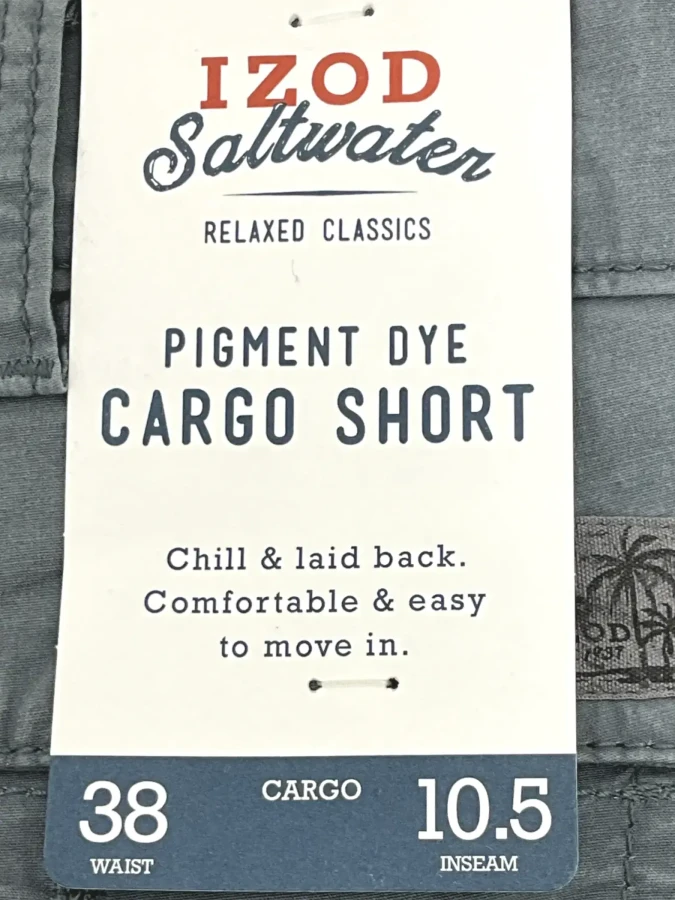 IZOD
Saltwater
RELAXED CLASSICS
PIGMENT DYE
CARGO SHORT
Chill & laid back.
Comfortable & easy
to move in.
38
WAIST
CARGO
10.5
INSEAM
1937